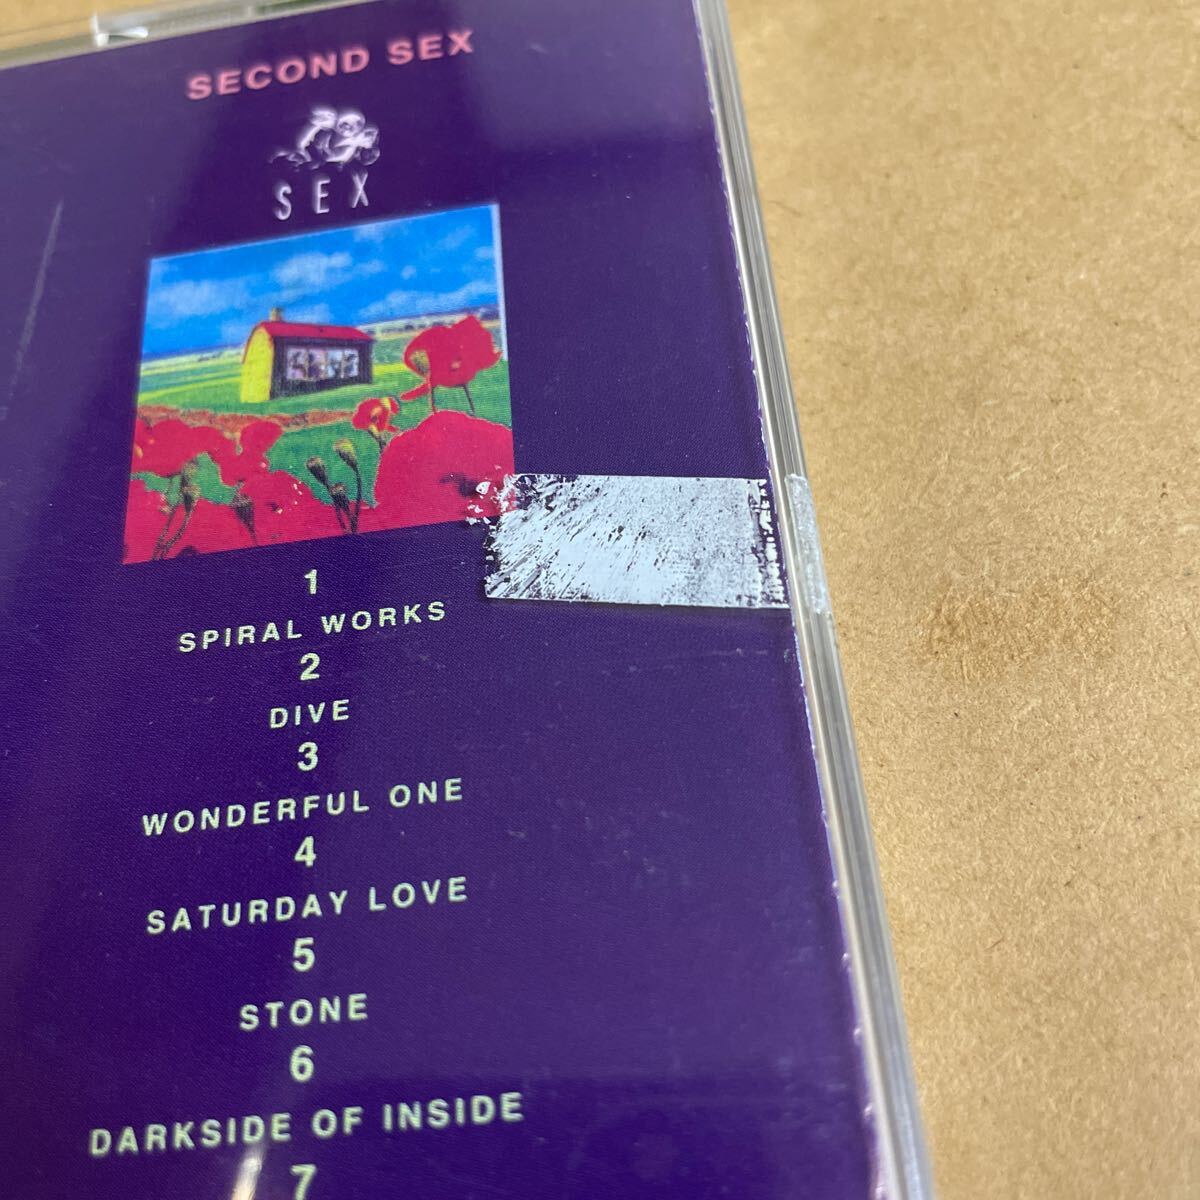 SECOND SEX
SEX
1
SPIRAL WORKS
2
DIVE
3
WONDERFUL ONE
4
SATURDAY LOVE
5
STONE
6
DARKSIDE OF INSIDE
7